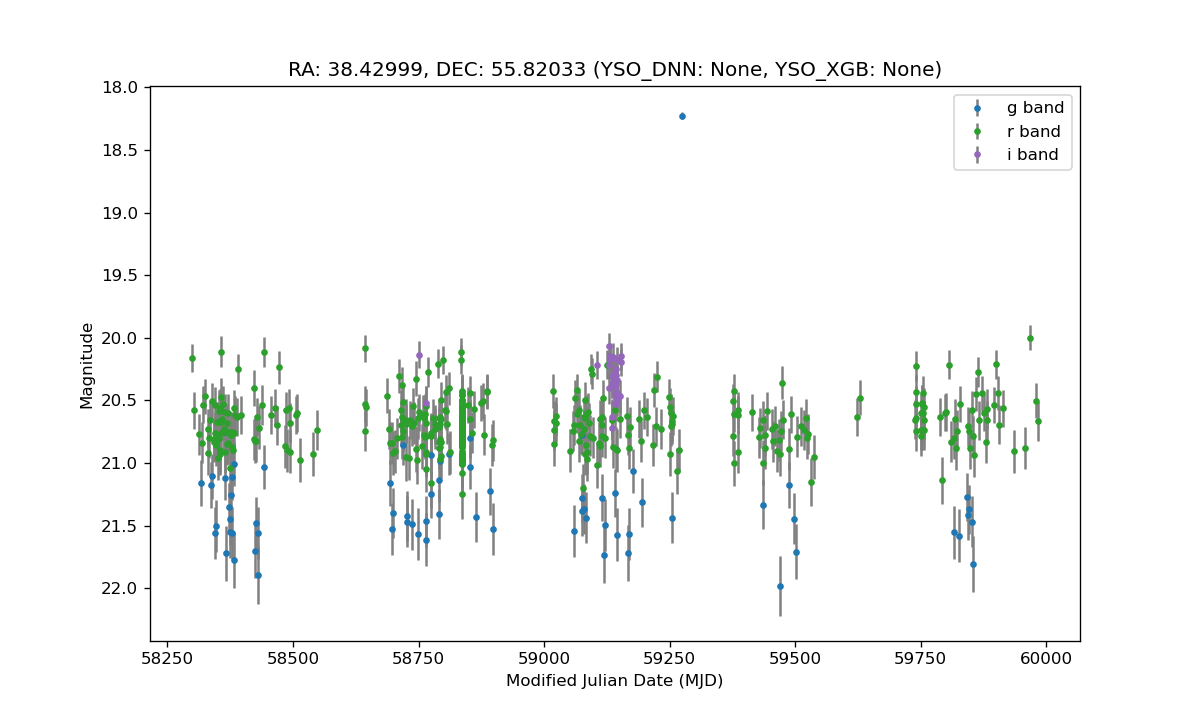 RA: 38.42999, DEC: 55.82033 (YSO_DNN: None, YSO_XGB: None)
g band
r band
i band
18.0
18.5
19.0
19.5
20.0
20.5
21.0
21.5
22.0
Magnitude
58250 58500 58750 59000 59250 59500 59750 60000
Modified Julian Date (MJD)